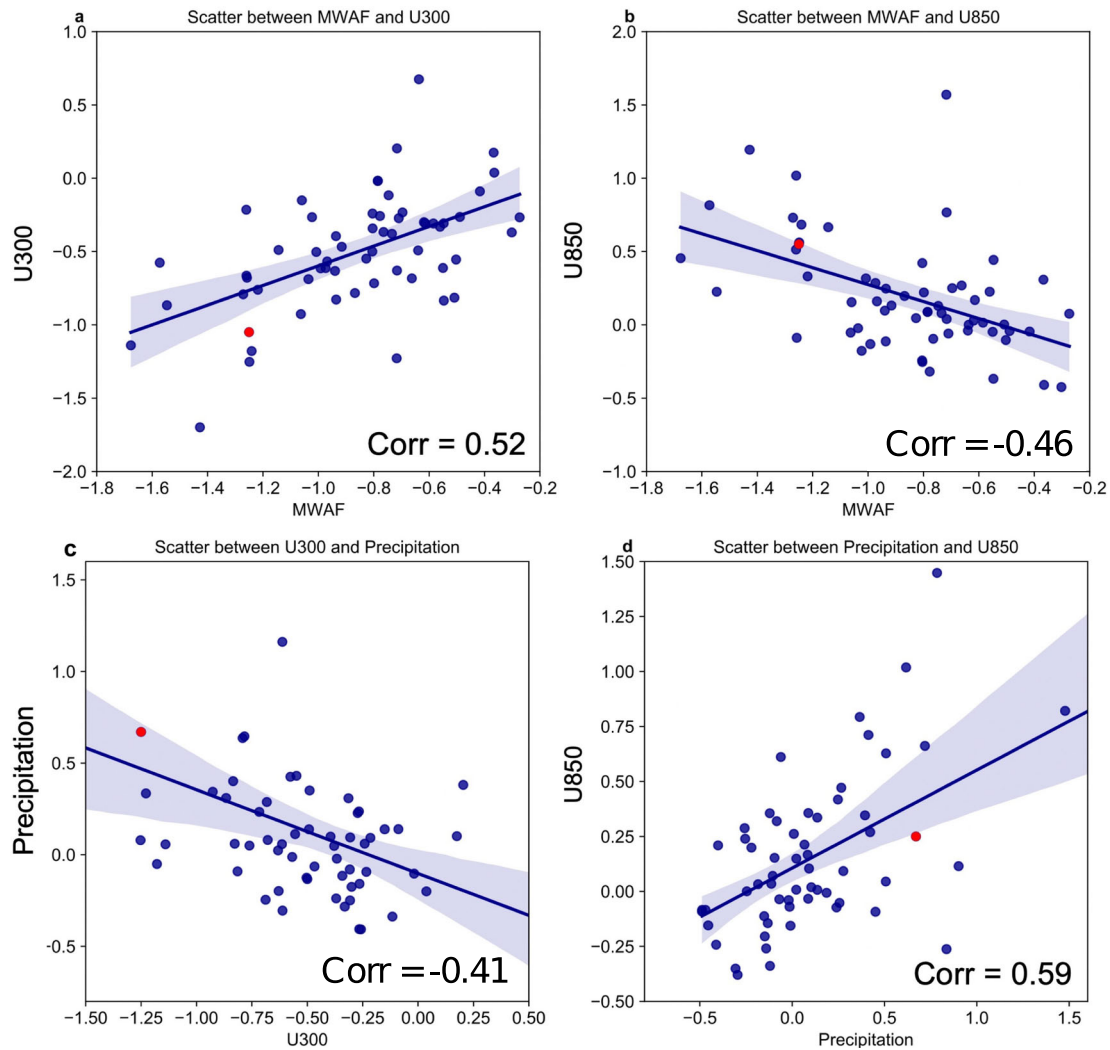 a Scatter between MWAF and U300
1.0
0.5
0.0
−0.5
−1.0
−1.5
−2.0
U300
Corr = 0.52
−1.8 −1.6 −1.4 −1.2 −1.0 −0.8 −0.6 −0.4 −0.2
MWAF
b Scatter between MWAF and U850
2.0
1.5
1.0
0.5
0.0
−0.5
−1.0
U850
Corr =-0.46
−1.8 −1.6 −1.4 −1.2 −1.0 −0.8 −0.6 −0.4 −0.2
MWAF
c Scatter between U300 and Precipitation
1.5
1.0
0.5
0.0
−0.5
Precipitation
Corr =-0.41
−1.50 −1.25 −1.00 −0.75 −0.50 −0.25 0.00 0.25 0.50
U300
d Scatter between Precipitation and U850
1.50
1.25
1.00
0.75
0.50
0.25
0.00
−0.25
−0.50
U850
Corr = 0.59
−0.5 0.0 0.5 1.0 1.5
Precipitation